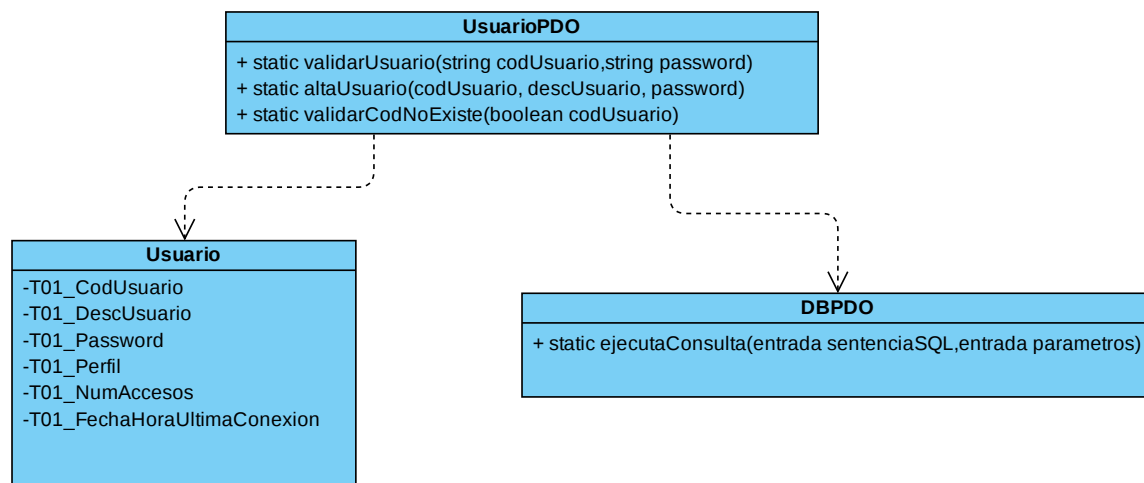 UsuarioPDO
+ static validarUsuario(string codUsuario,string password)
+ static altaUsuario(codUsuario, descUsuario, password)
+ static validarCodNoExiste(boolean codUsuario)
Usuario
-T01_CodUsuario
-T01_DescUsuario
-T01_Password
-T01_Perfil
-T01_NumAccesos
-T01_FechaHoraUltimaConexion
DBPDO
+ static ejecutaConsulta(entrada sentenciaSQL,entrada parametros)